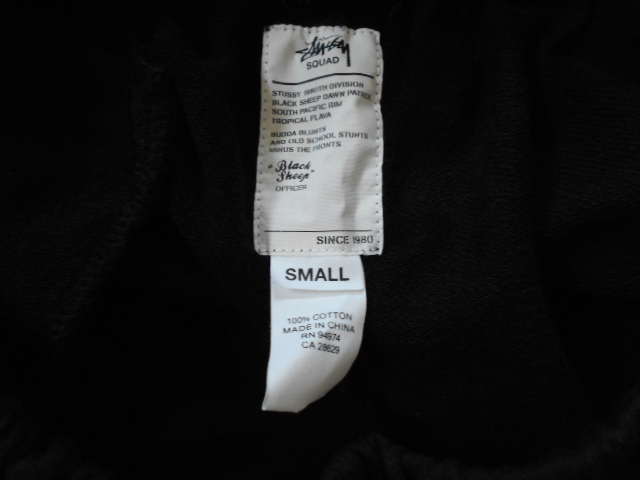 Stüssy
SQUAD
STUSSY 1980TH DIVISION
BLACK SHEEP DAWN PATROL
SOUTH PACIFIC RIM
TROPICAL FLAVA
BUDDA BLUNTS
AND OLD SCHOOL STUNTS
MINUS THE FRONTS
"Black
Sheep"
OFFICER
SINCE 1980
SMALL
100% COTTON
MADE IN CHINA
RN 94974
CA 28629